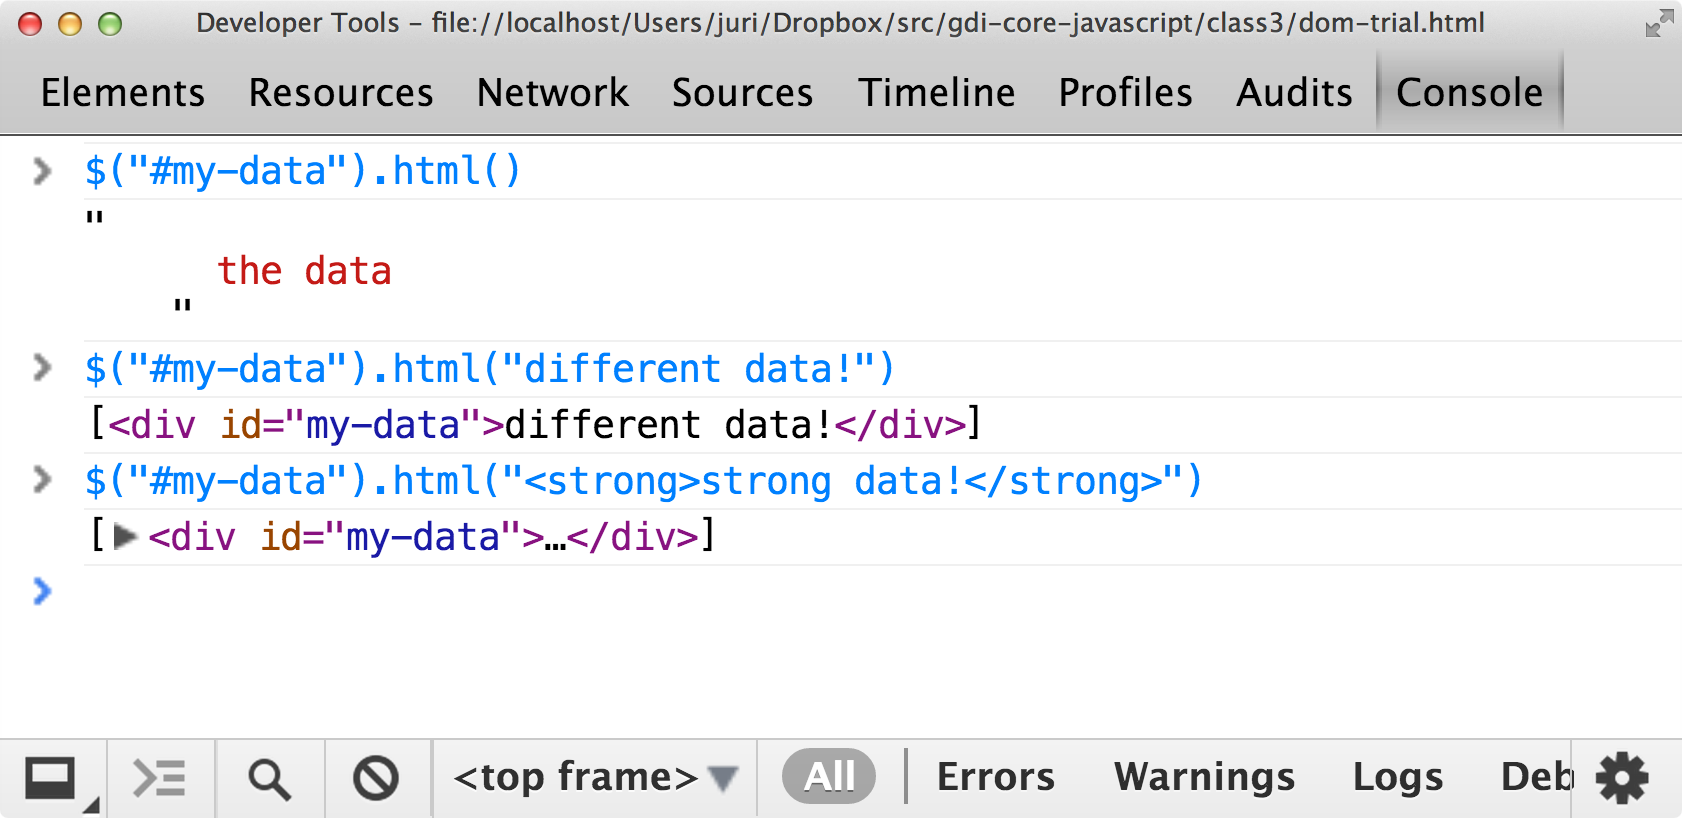 Developer Tools - file://localhost/Users/juri/Dropbox/src/gdi-core-javascript/class3/dom-trial.html
Elements Resources Network Sources Timeline Profiles Audits Console
$("#my-data").html()
"
the data
"
$("#my-data").html("different data!")
[<div id="my-data">different data!</div>]
$("#my-data").html("<strong>strong data!</strong>")
[▶<div id="my-data">…</div>]
<top frame> All Errors Warnings Logs Deb